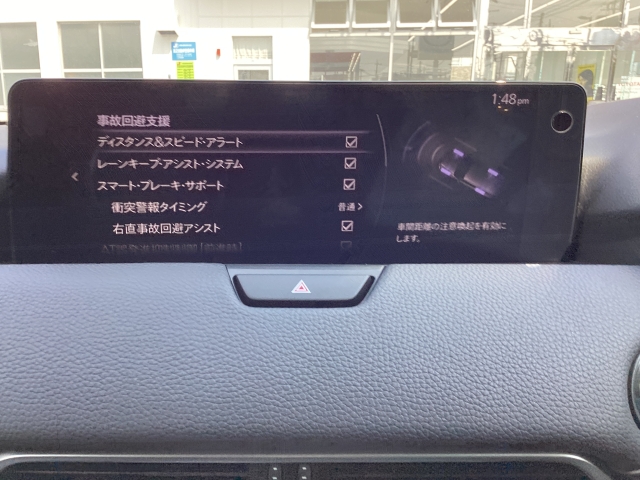 1:48 pm
事故回避支援
ディスタンス&スピード・アラート
レーンキープ・アシスト・システム
スマート・ブレーキ・サポート
衝突警報タイミング
普通
右直事故回避アシスト
車間距離の注意喚起を有効に
します。